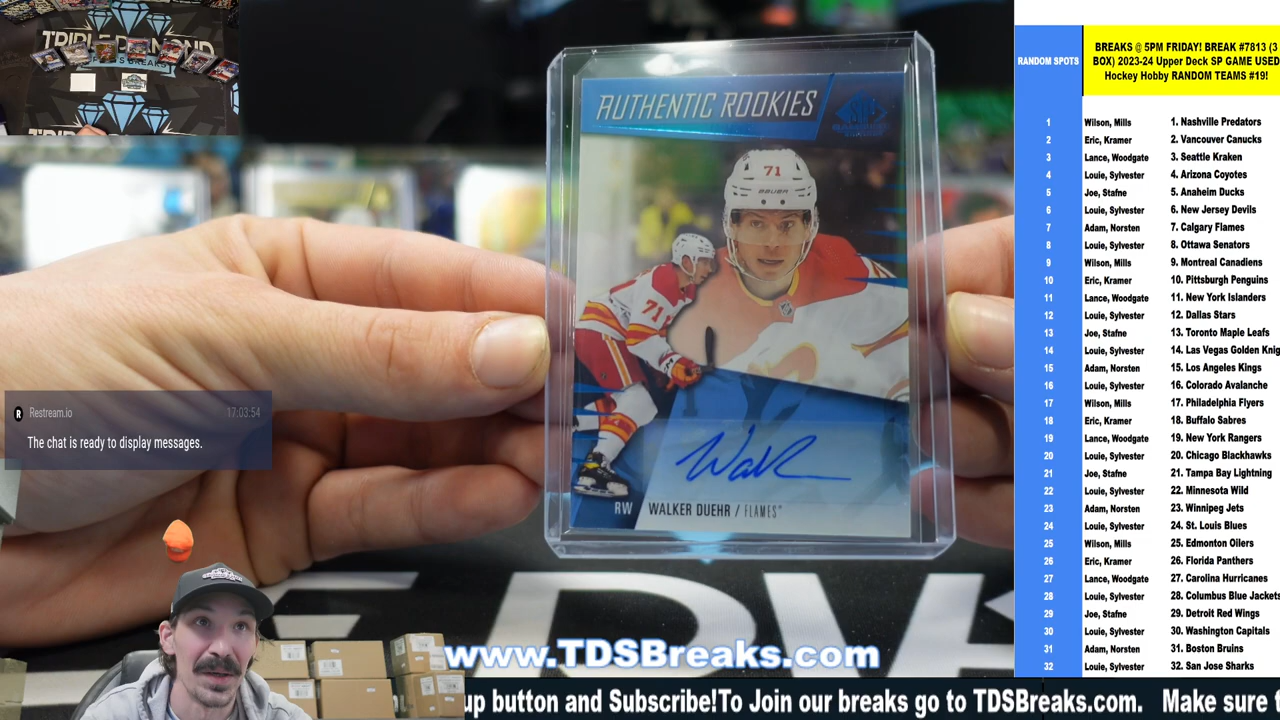 TRIPLE DIAMOND
SPORTS BREAKS
AUTHENTIC ROOKIES
71
BAUER
71
RW
WALKER DUEHR / FLAMES
Restream.io
17:03:54
The chat is ready to display messages.
www.TDSBreaks.com
up button and Subscribe!To Join our breaks go to TDSBreaks.com. Make sure
RANDOM SPOTS
BREAKS @ 5PM FRIDAY! BREAK #7813 (3
BOX) 2023-24 Upper Deck SP GAME USED
Hockey Hobby RANDOM TEAMS #19!
1 Wilson, Mills 1. Nashville Predators
2 Eric, Kramer 2. Vancouver Canucks
3 Lance, Woodgate 3. Seattle Kraken
4 Louie, Sylvester 4. Arizona Coyotes
5 Joe, Stafne 5. Anaheim Ducks
6 Louie, Sylvester 6. New Jersey Devils
7 Adam, Norsten 7. Calgary Flames
8 Louie, Sylvester 8. Ottawa Senators
9 Wilson, Mills 9. Montreal Canadiens
10 Eric, Kramer 10. Pittsburgh Penguins
11 Lance, Woodgate 11. New York Islanders
12 Louie, Sylvester 12. Dallas Stars
13 Joe, Stafne 13. Toronto Maple Leafs
14 Louie, Sylvester 14. Las Vegas Golden Knig
15 Adam, Norsten 15. Los Angeles Kings
16 Louie, Sylvester 16. Colorado Avalanche
17 Wilson, Mills 17. Philadelphia Flyers
18 Eric, Kramer 18. Buffalo Sabres
19 Lance, Woodgate 19. New York Rangers
20 Louie, Sylvester 20. Chicago Blackhawks
21 Joe, Stafne 21. Tampa Bay Lightning
22 Louie, Sylvester 22. Minnesota Wild
23 Adam, Norsten 23. Winnipeg Jets
24 Louie, Sylvester 24. St. Louis Blues
25 Wilson, Mills 25. Edmonton Oilers
26 Eric, Kramer 26. Florida Panthers
27 Lance, Woodgate 27. Carolina Hurricanes
28 Louie, Sylvester 28. Columbus Blue Jackets
29 Joe, Stafne 29. Detroit Red Wings
30 Louie, Sylvester 30. Washington Capitals
31 Adam, Norsten 31. Boston Bruins
32 Louie, Sylvester 32. San Jose Sharks